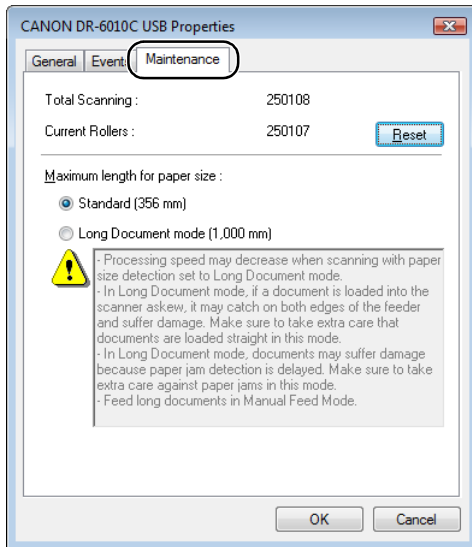 CANON DR-6010C USB Properties
General Events Maintenance
Total Scanning : 250108
Current Rollers : 250107 Reset
Maximum length for paper size :
Standard (356 mm)
Long Document mode (1,000 mm)
- Processing speed may decrease when scanning with paper
size detection set to Long Document mode.
- In Long Document mode, if a document is loaded into the
scanner askew, it may catch on both edges of the feeder
and suffer damage. Make sure to take extra care that
documents are loaded straight in this mode.
- In Long Document mode, documents may suffer damage
because paper jam detection is delayed. Make sure to take
extra care against paper jams in this mode.
- Feed long documents in Manual Feed Mode.
OK Cancel